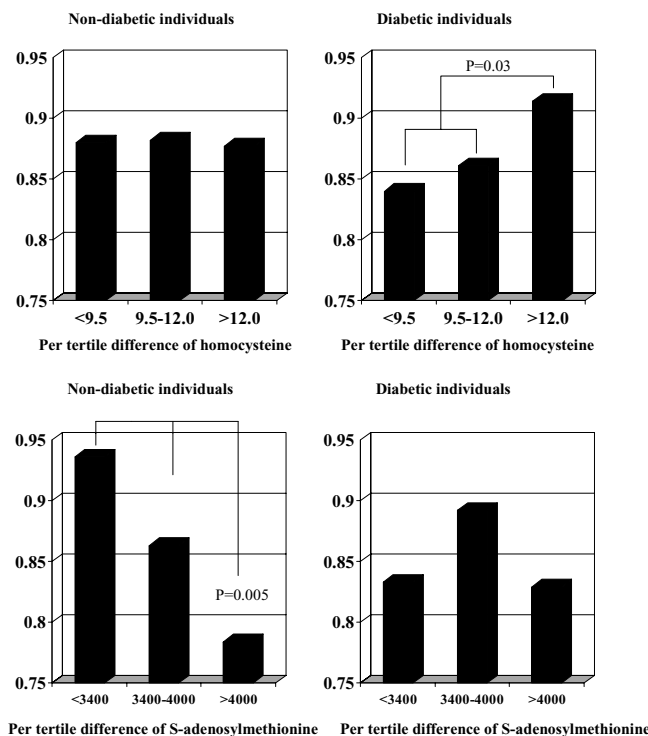 Non-diabetic individuals
0.95
0.9
0.85
0.8
0.75
<9.5 9.5-12.0 >12.0
Per tertile difference of homocysteine
Diabetic individuals
0.95
P=0.03
0.9
0.85
0.8
0.75
<9.5 9.5-12.0 >12.0
Per tertile difference of homocysteine
Non-diabetic individuals
0.95
0.9
0.85
P=0.005
0.8
0.75
<3400 3400-4000 >4000
Per tertile difference of S-adenosylmethionine
Diabetic individuals
0.95
0.9
0.85
0.8
0.75
<3400 3400-4000 >4000
Per tertile difference of S-adenosylmethionine